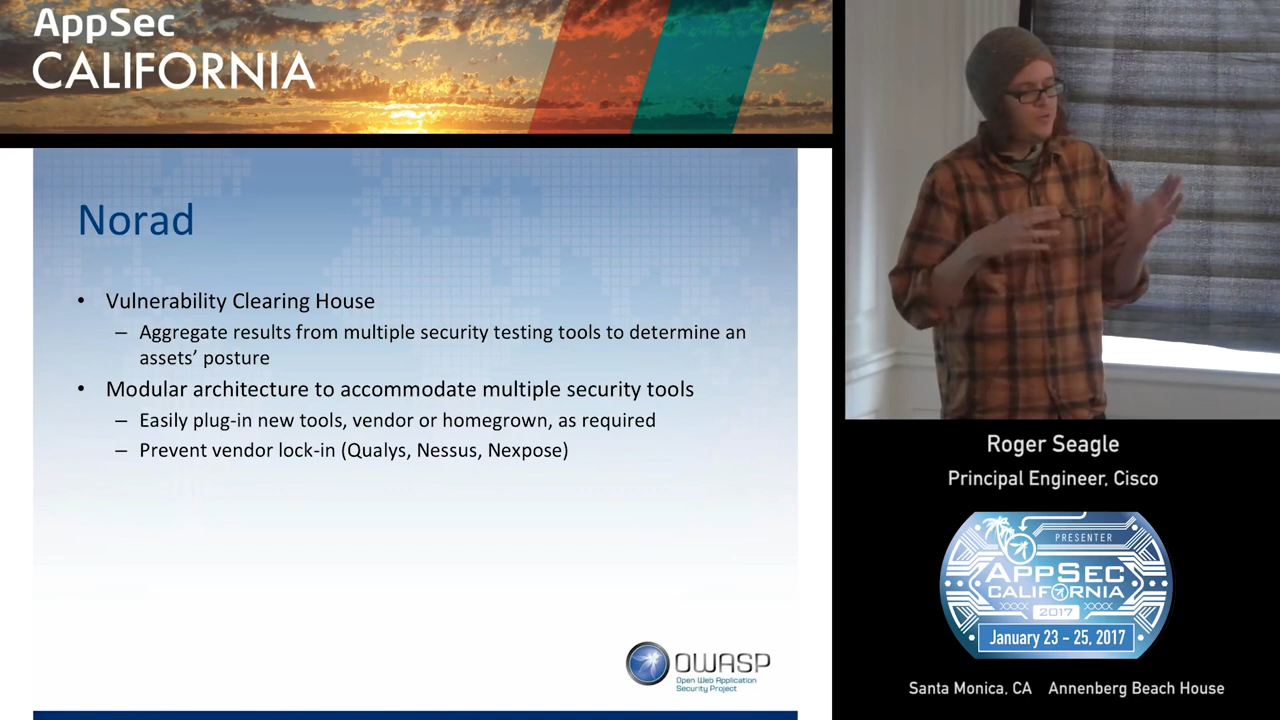 AppSec
CALIFORNIA
Norad
• Vulnerability Clearing House
– Aggregate results from multiple security testing tools to determine an
assets’ posture
• Modular architecture to accommodate multiple security tools
– Easily plug-in new tools, vendor or homegrown, as required
– Prevent vendor lock-in (Qualys, Nessus, Nexpose)
OWASP
Open Web Application
Security Project
Roger Seagle
Principal Engineer, Cisco
PRESENTER
APPSEC
CALIFORNIA
XXXX 2017 XXXX
January 23 - 25, 2017
Santa Monica, CA Annenberg Beach House